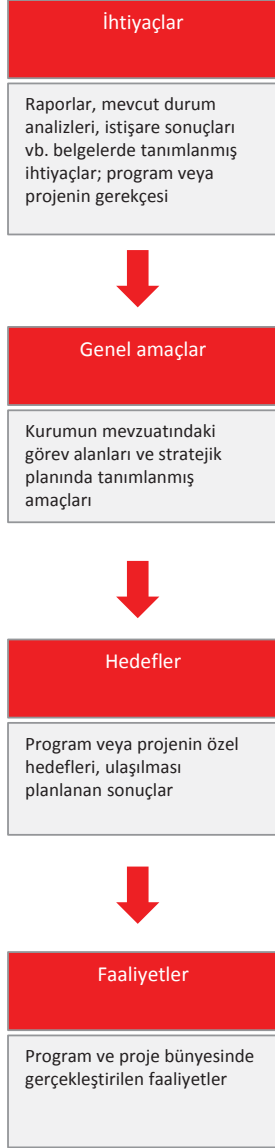 İhtiyaçlar
Raporlar, mevcut durum
analizleri, istişare sonuçları
vb. belgelerde tanımlanmış
ihtiyaçlar; program veya
projenin gerekçesi
Genel amaçlar
Kurumun mevzuatındaki
görev alanları ve stratejik
planında tanımlanmış
amaçları
Hedefler
Program veya projenin özel
hedefleri, ulaşılması
planlanan sonuçlar
Faaliyetler
Program ve proje bünyesinde
gerçekleştirilen faaliyetler